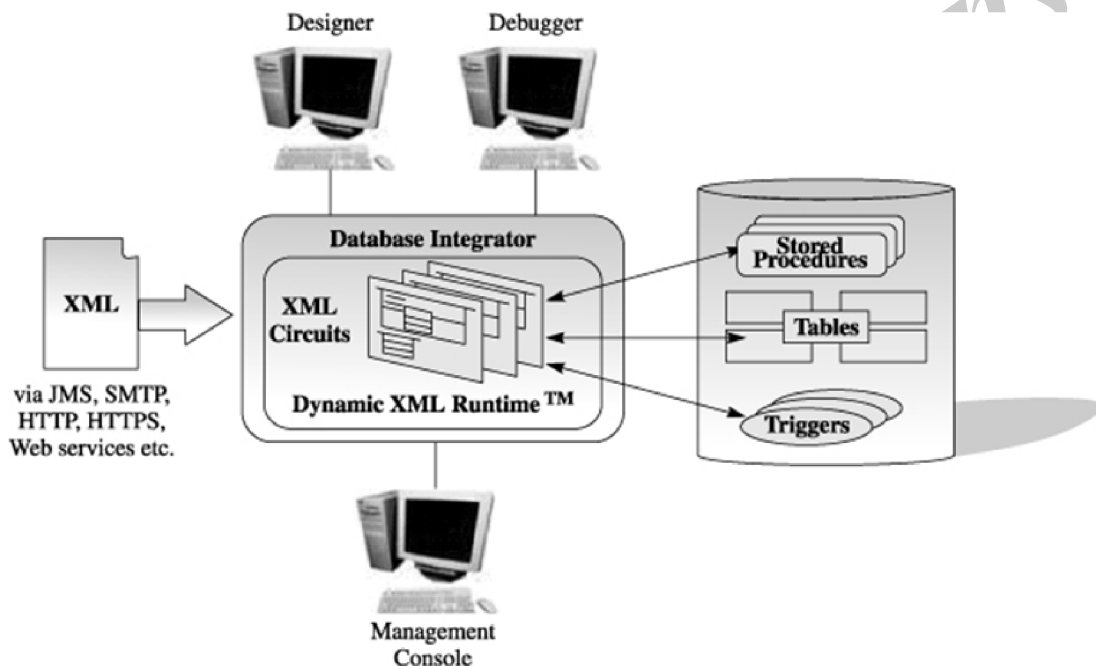 Designer
Debugger
Database Integrator
XML
Circuits
Dynamic XML Runtime TM
XML
via JMS, SMTP,
HTTP, HTTPS,
Web services etc.
Stored
Procedures
Tables
Triggers
Management
Console